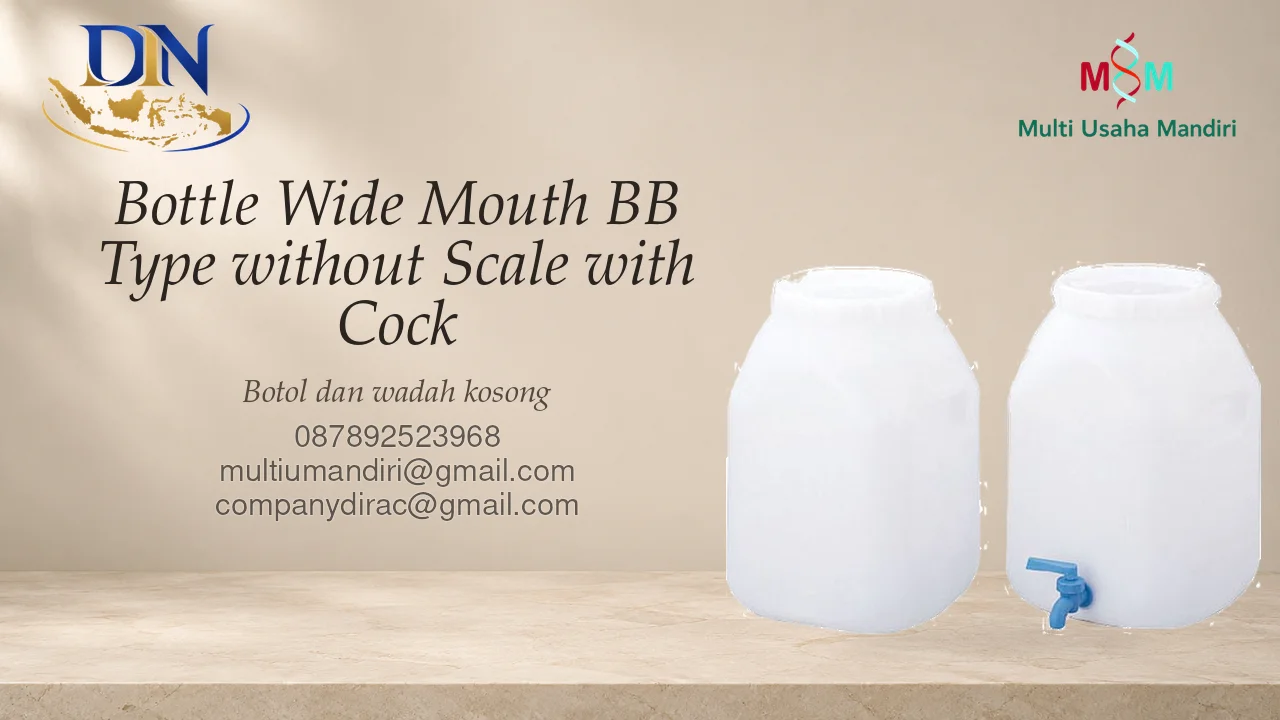 DN
M M
Multi Usaha Mandiri
Bottle Wide Mouth BB
Type without Scale with
Cock
Botol dan wadah kosong
087892523968
multiumandiri@gmail.com
companydirac@gmail.com